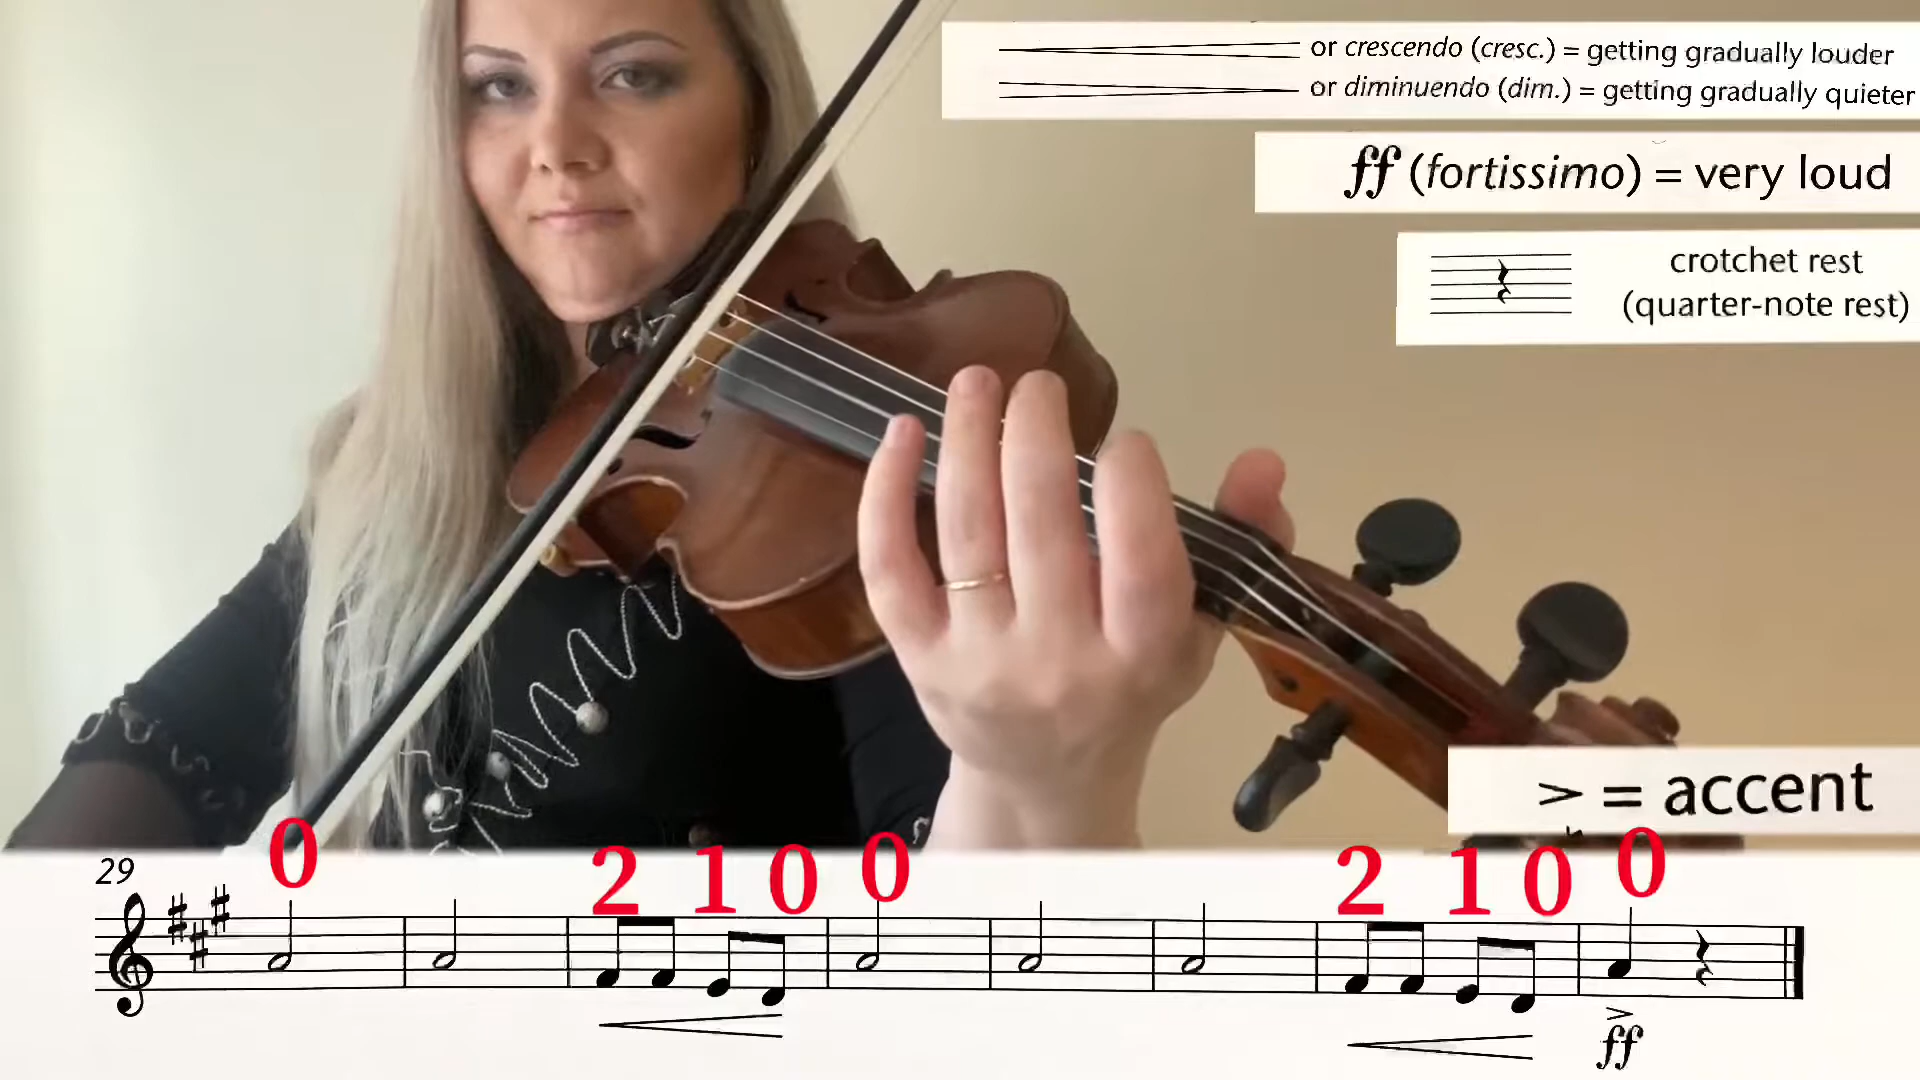 or crescendo (cresc.) = getting gradually louder
or diminuendo (dim.) = getting gradually quieter
ff (fortissimo) = very loud
crotchet rest
(quarter-note rest)
> = accent
0 2 1 0 0 2 1 0 0
29
>
ff